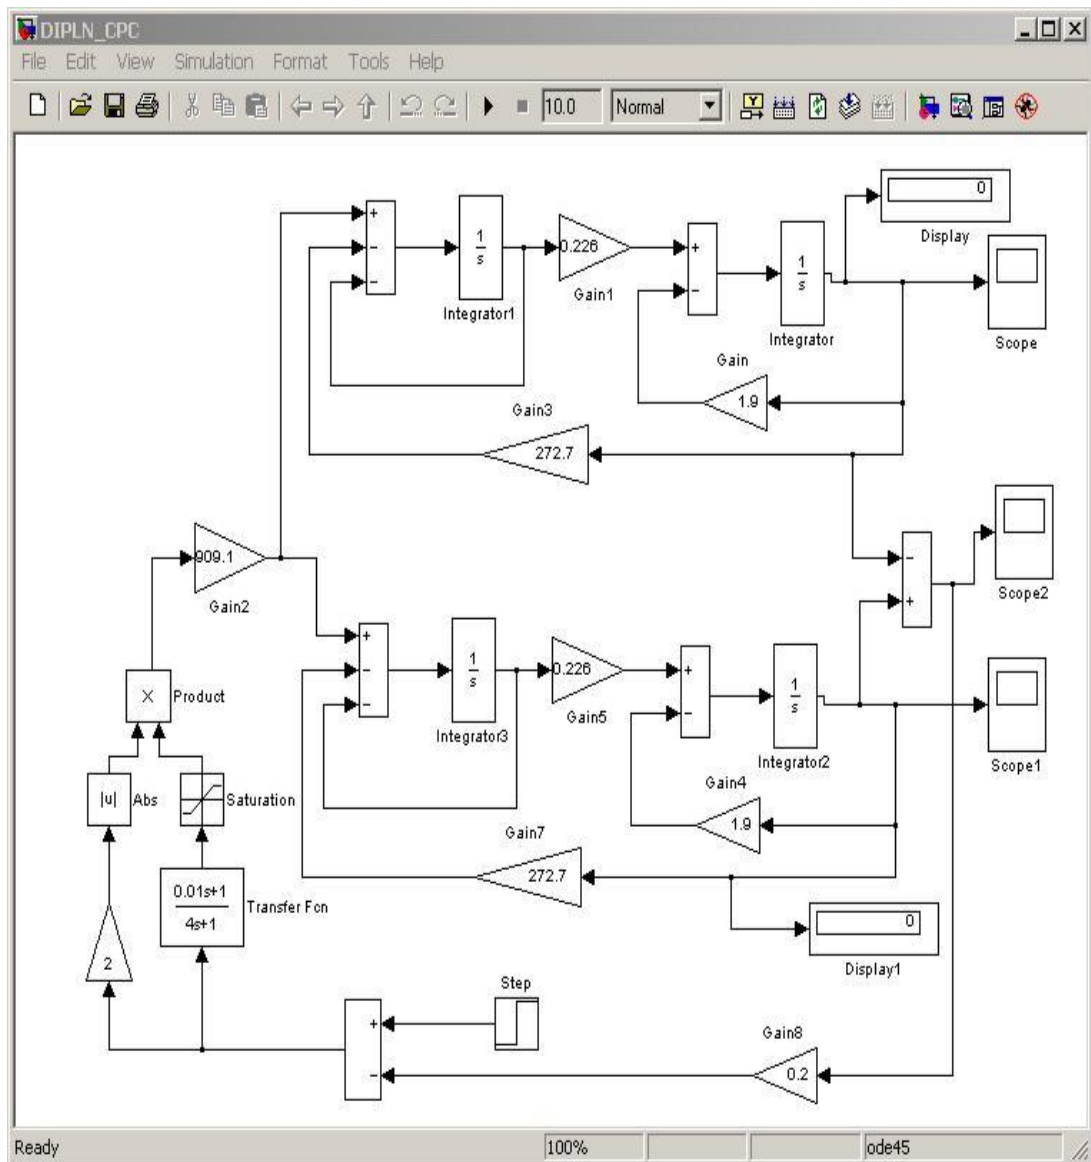 DIPLN_CPC
File Edit View Simulation Format Tools Help
10.0 Normal
0
Display
+
−
−
1
s
Integrator1
0.226
Gain1
+
−
1
s
Integrator
Scope
Gain
1.9
Gain3
272.7
909.1
Gain2
−
+
Scope2
+
−
−
1
s
Integrator3
0.226
Gain5
+
−
1
s
Integrator2
Scope1
×
Product
|u|
Abs
Saturation
Gain4
1.9
Gain7
272.7
0.01s+1
4s+1
Transfer Fcn
0
Display1
2
Step
+
−
Gain8
0.2
Ready 100% ode45